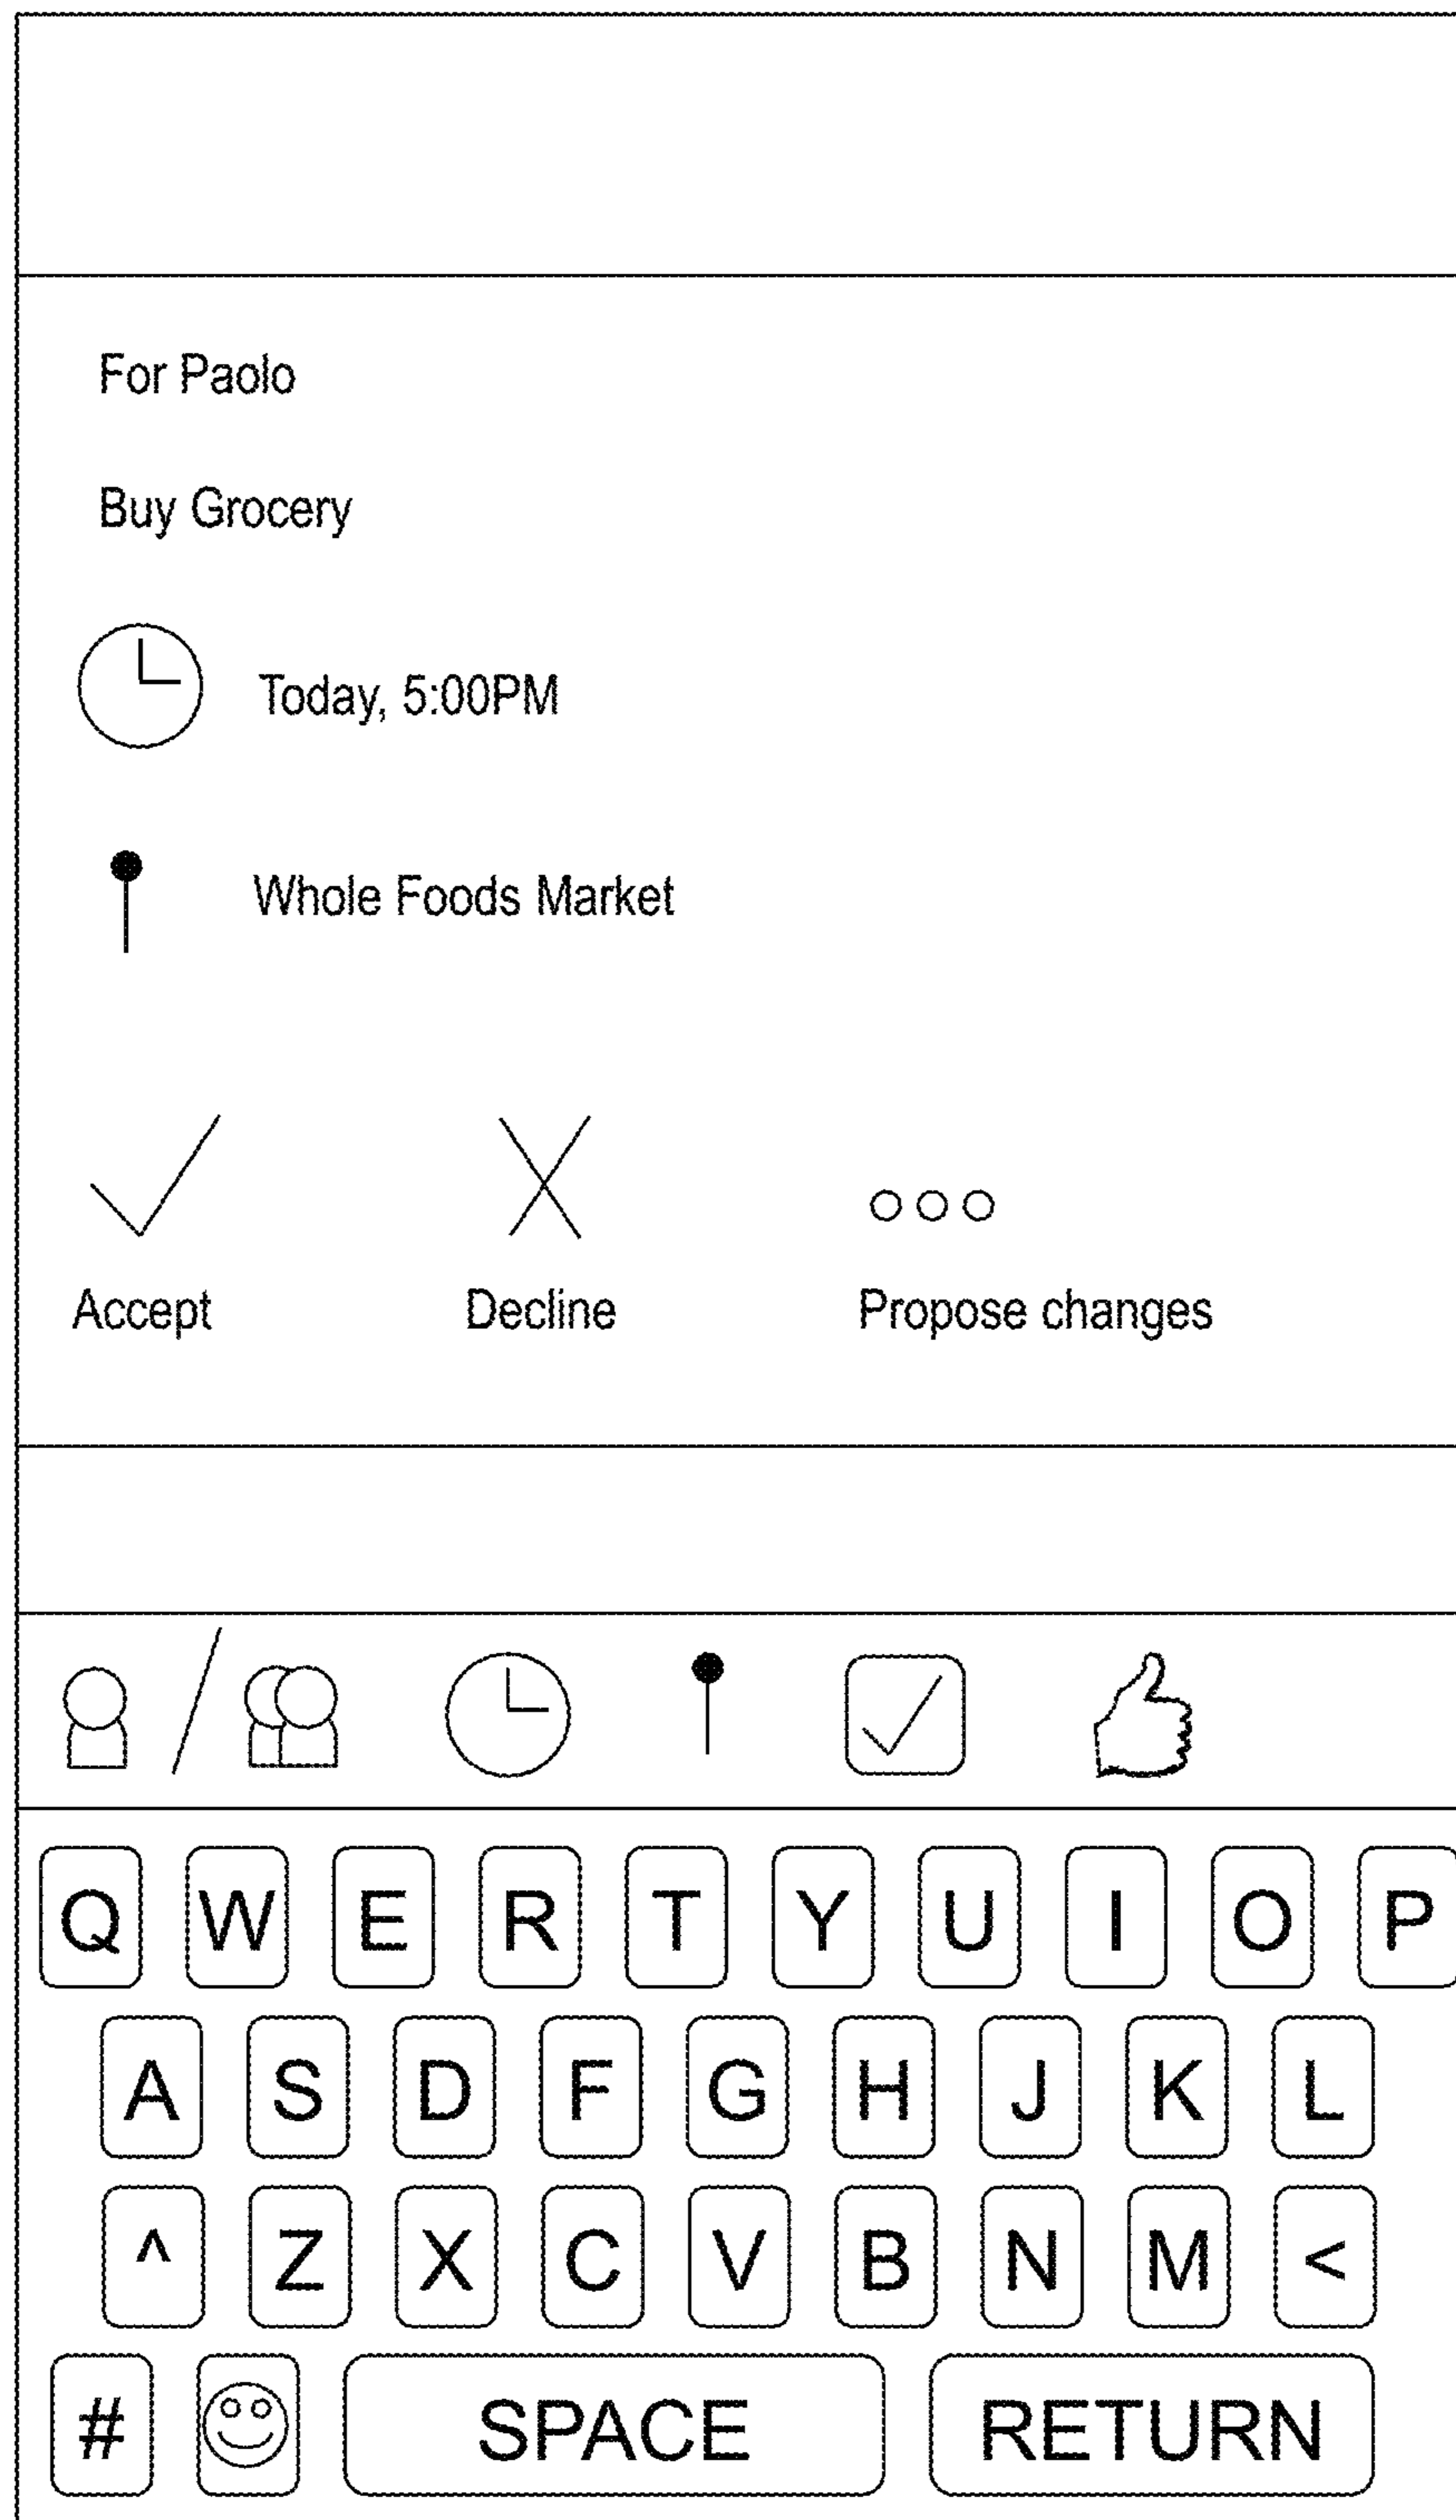 For Paolo
Buy Grocery
Today, 5:00PM
Whole Foods Market
Accept Decline Propose changes
Q W E R T Y U I O P
A S D F G H J K L
^ Z X C V B N M <
# SPACE RETURN